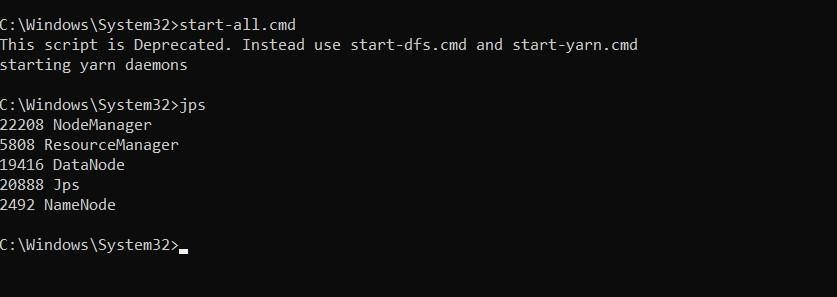 C:\Windows\System32>start-all.cmd
This script is Deprecated. Instead use start-dfs.cmd and start-yarn.cmd
starting yarn daemons
C:\Windows\System32>jps
22208 NodeManager
5808 ResourceManager
19416 DataNode
20888 Jps
2492 NameNode
C:\Windows\System32>